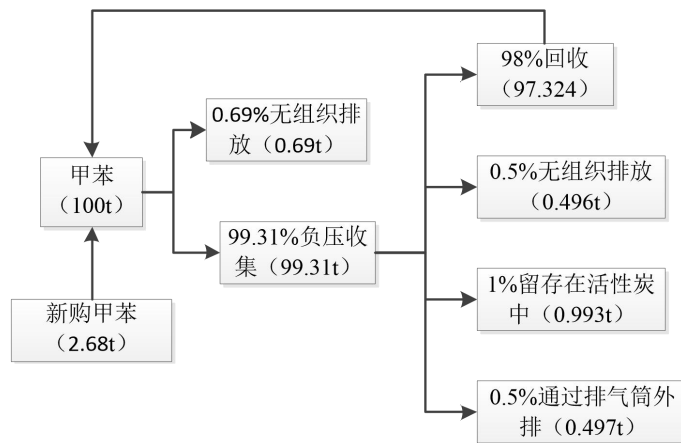 98%回收
（97.324）
0.69%无组织排
放（0.69t）
甲苯
（100t）
0.5%无组织排放
（0.496t）
99.31%负压收
集（99.31t）
1%留存在活性炭
中（0.993t）
新购甲苯
（2.68t）
0.5%通过排气筒外
排（0.497t）